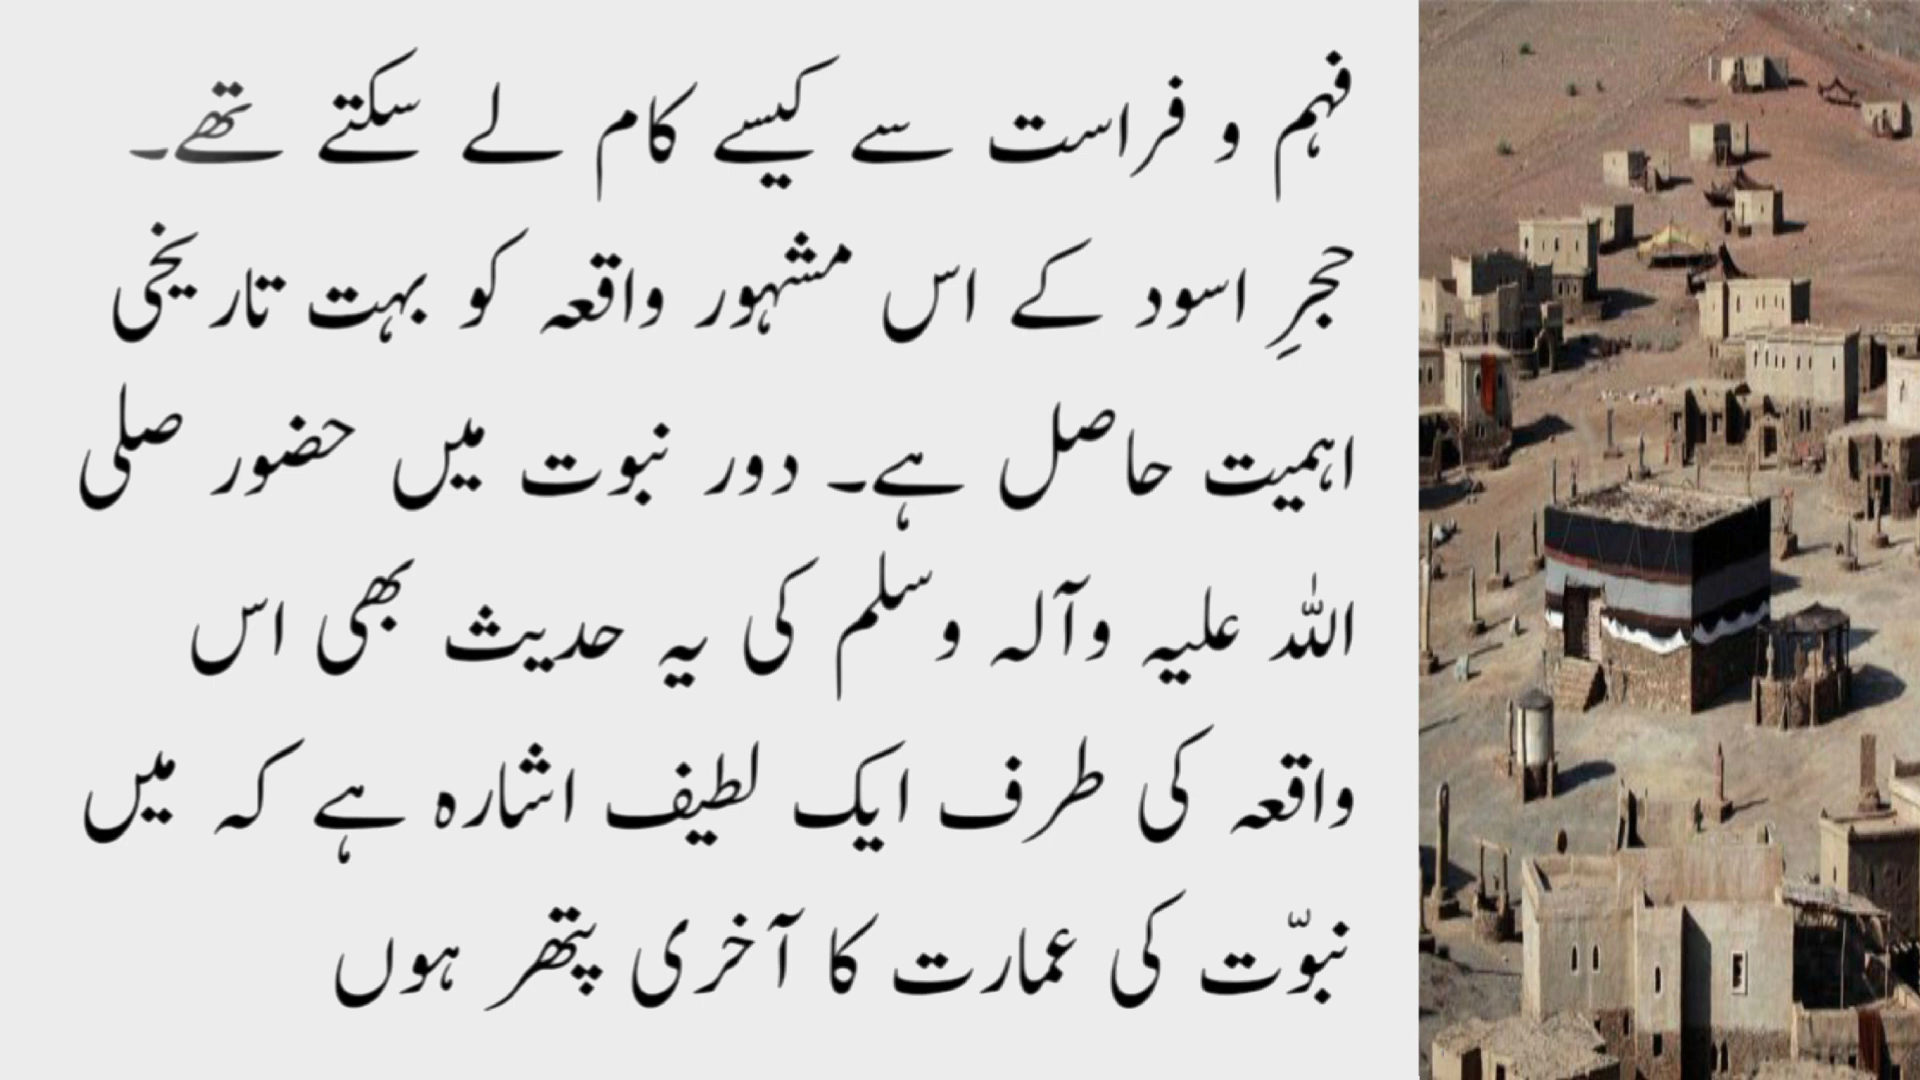 فہم و فراست سے کیسے کام لے سکتے تھے۔
حجرِ اسود کے اس مشہور واقعہ کو بہت تاریخی
اہمیت حاصل ہے۔ دور نبوت میں حضور صلی
اللہ علیہ وآلہ وسلم کی یہ حدیث بھی اس
واقعہ کی طرف ایک لطیف اشارہ ہے کہ میں
نبوّت کی عمارت کا آخری پتھر ہوں